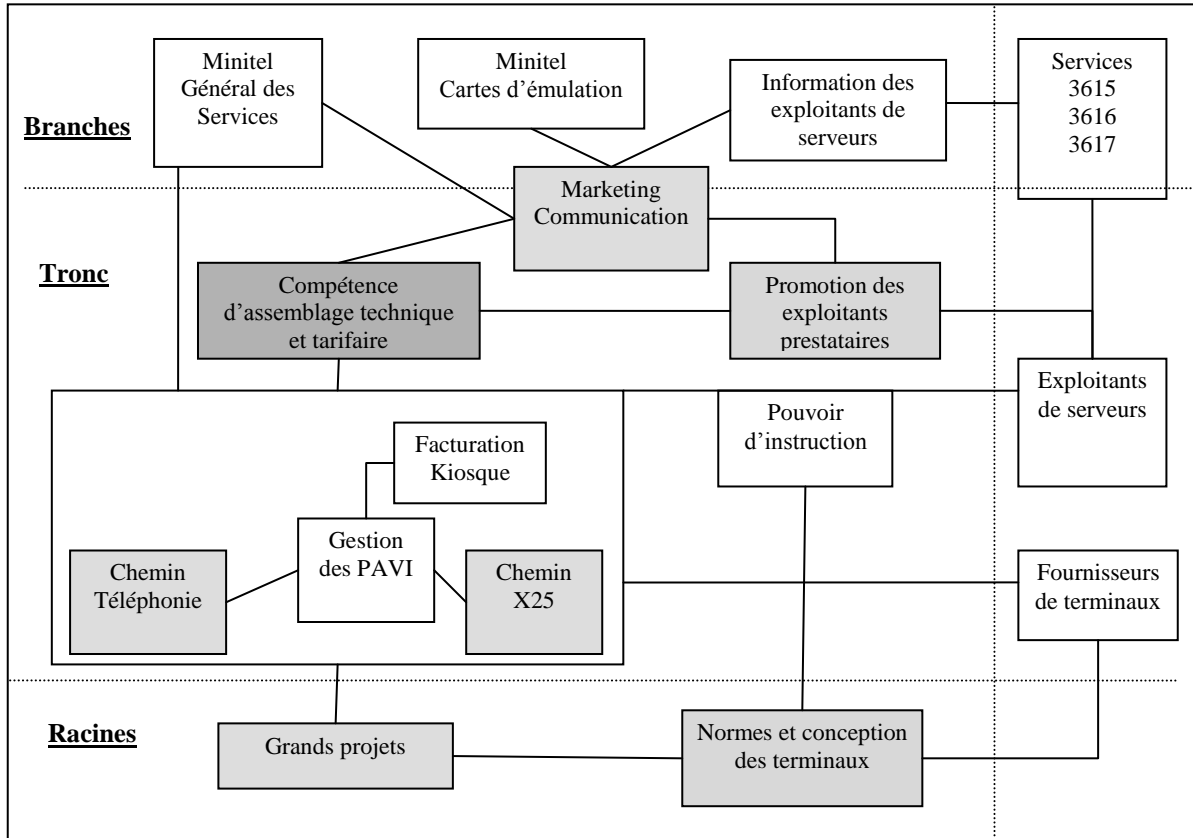 Minitel
Général des
Services
Minitel
Cartes d’émulation
Information des
exploitants de
serveurs
Services
3615
3616
3617
Branches
Marketing
Communication
Tronc
Compétence
d’assemblage technique
et tarifaire
Promotion des
exploitants
prestataires
Exploitants
de serveurs
Pouvoir
d’instruction
Facturation
Kiosque
Gestion
des PAVI
Chemin
Téléphonie
Chemin
X25
Fournisseurs
de terminaux
Racines
Grands projets
Normes et conception
des terminaux